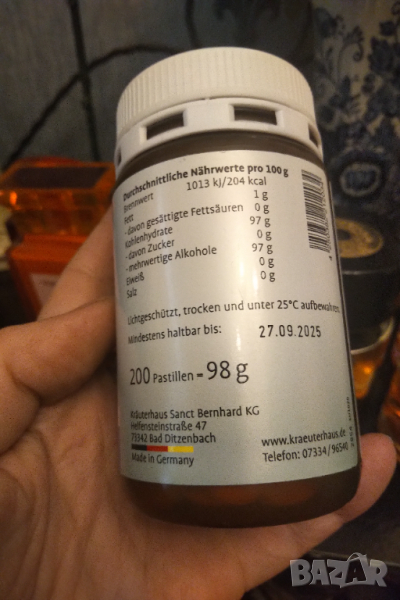 Durchschnittliche Nährwerte pro 100 g
Brennwert 1013 kJ/204 kcal
Fett 1 g
- davon gesättigte Fettsäuren 0 g
Kohlenhydrate 97 g
- davon Zucker 0 g
- mehrwertige Alkohole 97 g
Eiweiß 0 g
Salz 0 g
Lichtgeschützt, trocken und unter 25°C aufbewahren.
Mindestens haltbar bis: 27.09.2025
200 Pastillen = 98 g
Kräuterhaus Sanct Bernhard KG
Helfensteinstraße 47
73342 Bad Ditzenbach
Made in Germany
www.kraeuterhaus.de
Telefon: 07334 / 96540
BAZAR